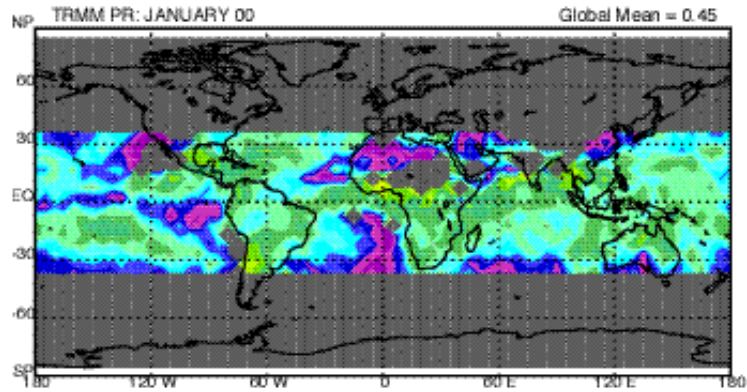 TRMM PR: JANUARY 00 Global Mean = 0.45
NP
60
30
EQ
-30
-60
SP
180 120 W 60 W 0 60 E 120 E 180